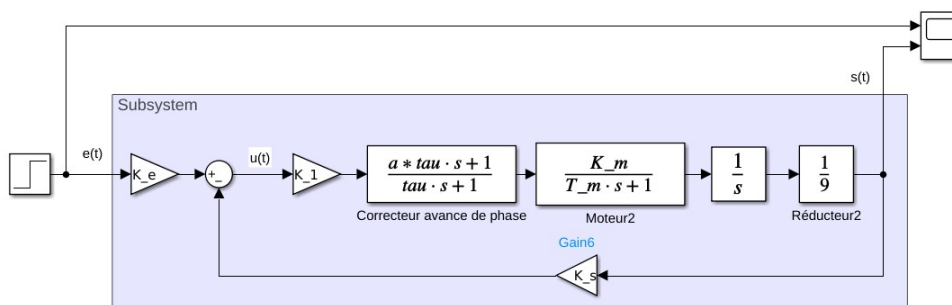 s(t)
Subsystem
e(t)
K_e
+_
u(t)
K_1
a * tau · s + 1
tau · s + 1
Correcteur avance de phase
K_m
T_m · s + 1
Moteur2
1
s
1
9
Réducteur2
Gain6
K_s